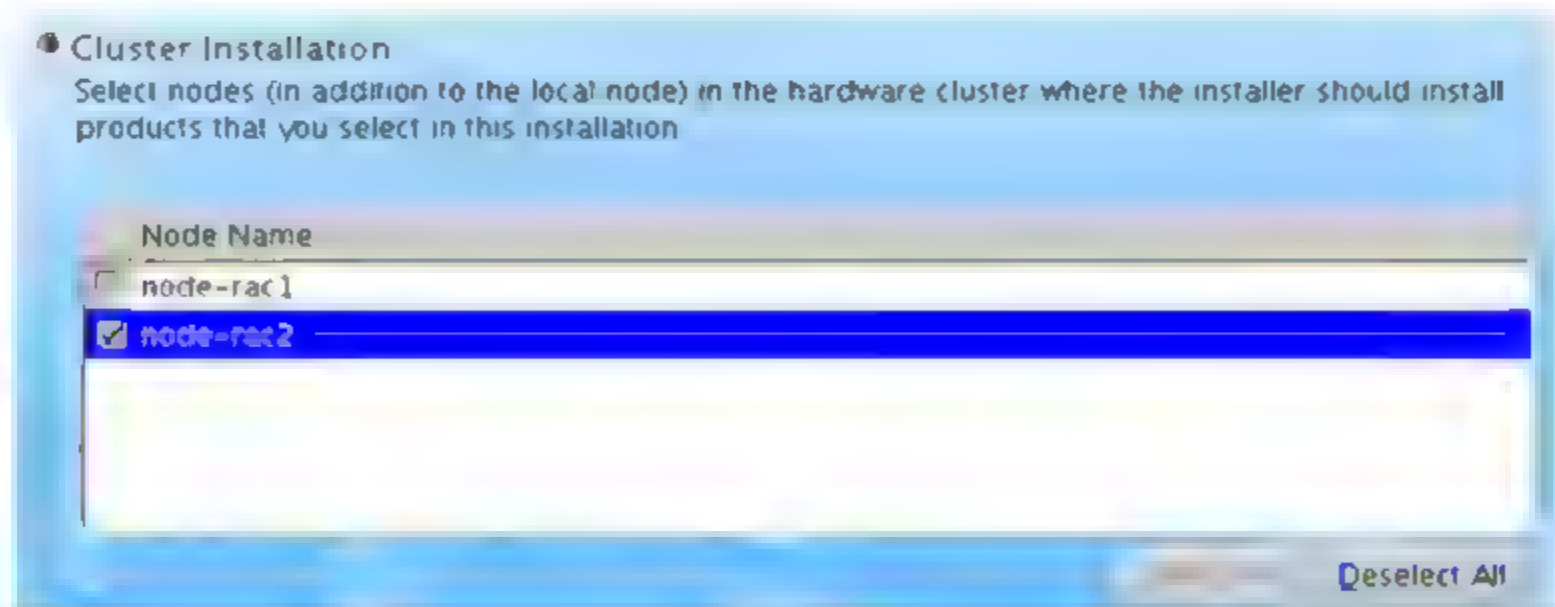 Cluster Installation
Select nodes (in addition to the local node) in the hardware cluster where the installer should install
products that you select in this installation
Node Name
node-rac1
node-rac2
Deselect All